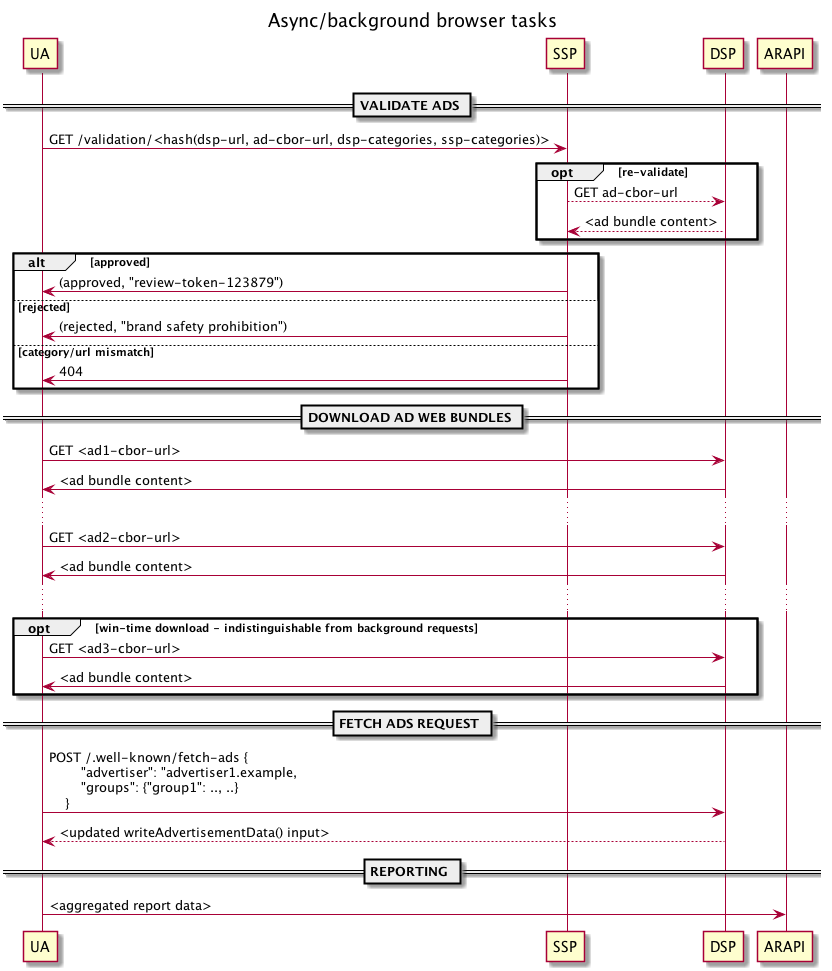 Async/background browser tasks
UA
SSP
DSP
ARAPI
VALIDATE ADS
GET /validation/<hash(dsp-url, ad-cbor-url, dsp-categories, ssp-categories)>
opt
[re-validate]
GET ad-cbor-url
<ad bundle content>
alt
[approved]
(approved, "review-token-123879")
[rejected]
(rejected, "brand safety prohibition")
[category/url mismatch]
404
DOWNLOAD AD WEB BUNDLES
GET <ad1-cbor-url>
<ad bundle content>
GET <ad2-cbor-url>
<ad bundle content>
opt
[win-time download - indistinguishable from background requests]
GET <ad3-cbor-url>
<ad bundle content>
FETCH ADS REQUEST
POST /.well-known/fetch-ads {
"advertiser": "advertiser1.example,
"groups": {"group1": .., ..}
}
<updated writeAdvertisementData() input>
REPORTING
<aggregated report data>
UA
SSP
DSP
ARAPI